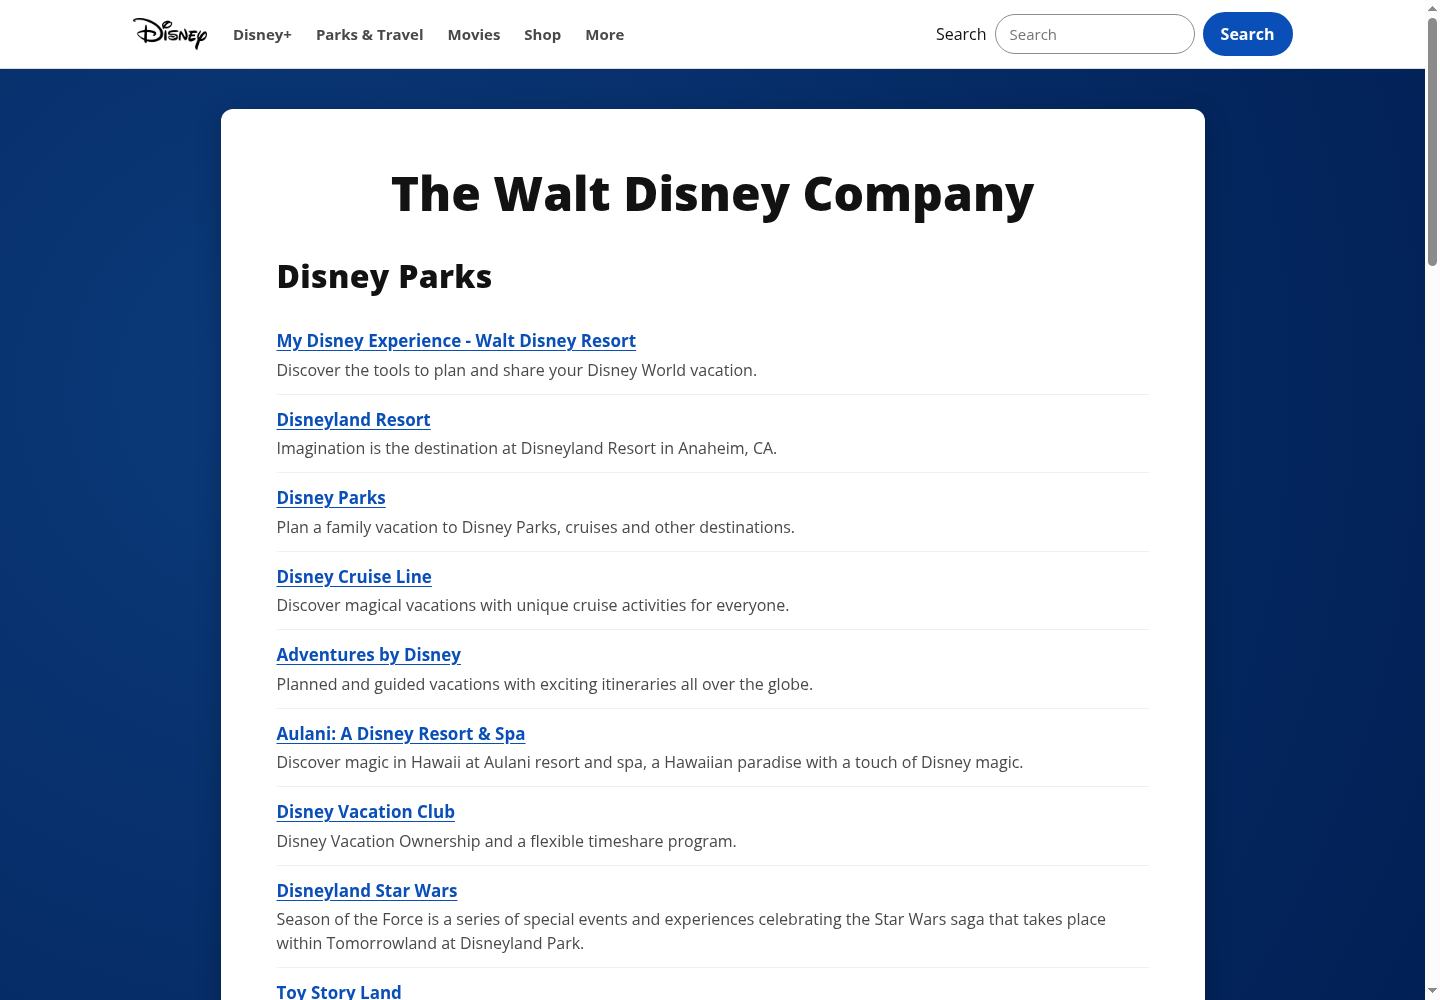 Disney
Disney+
Parks & Travel
Movies
Shop
More
Search
Search
Search
The Walt Disney Company
Disney Parks
My Disney Experience - Walt Disney Resort
Discover the tools to plan and share your Disney World vacation.
Disneyland Resort
Imagination is the destination at Disneyland Resort in Anaheim, CA.
Disney Parks
Plan a family vacation to Disney Parks, cruises and other destinations.
Disney Cruise Line
Discover magical vacations with unique cruise activities for everyone.
Adventures by Disney
Planned and guided vacations with exciting itineraries all over the globe.
Aulani: A Disney Resort & Spa
Discover magic in Hawaii at Aulani resort and spa, a Hawaiian paradise with a touch of Disney magic.
Disney Vacation Club
Disney Vacation Ownership and a flexible timeshare program.
Disneyland Star Wars
Season of the Force is a series of special events and experiences celebrating the Star Wars saga that takes place
within Tomorrowland at Disneyland Park.
Toy Story Land